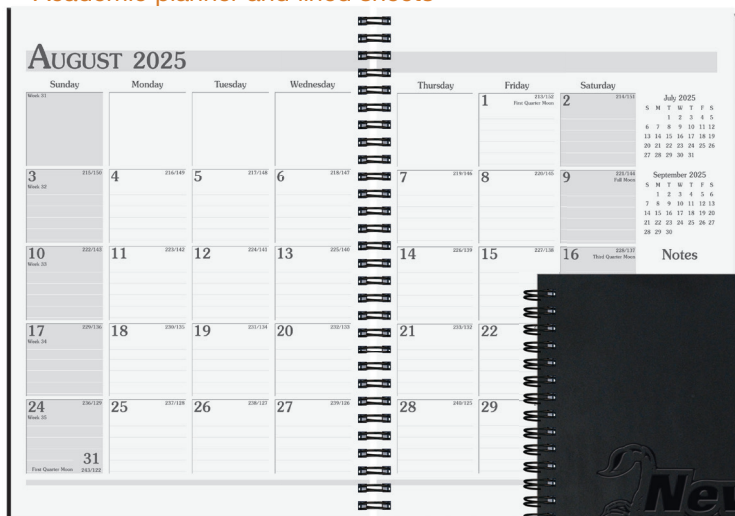 Academic planner and lined sheets
AUGUST 2025
Sunday Monday Tuesday Wednesday Thursday Friday Saturday
Week 31
1 213/152 First Quarter Moon
2 214/151
3 215/150 Week 32
4 216/149
5 217/148
6 218/147
7 219/146
8 220/145
9 221/144 Full Moon
10 222/143 Week 33
11 223/142
12 224/141
13 225/140
14 226/139
15 227/138
16 228/137 Third Quarter Moon
17 229/136 Week 34
18 230/135
19 231/134
20 232/133
21 233/132
22
24 236/129 Week 35
25 237/128
26 238/127
27 239/126
28 240/125
29
31
First Quarter Moon 243/122
July 2025
S M T W T F S
1 2 3 4 5
6 7 8 9 10 11 12
13 14 15 16 17 18 19
20 21 22 23 24 25 26
27 28 29 30 31
September 2025
S M T W T F S
1 2 3 4 5 6
7 8 9 10 11 12 13
14 15 16 17 18 19 20
21 22 23 24 25 26 27
28 29 30
Notes